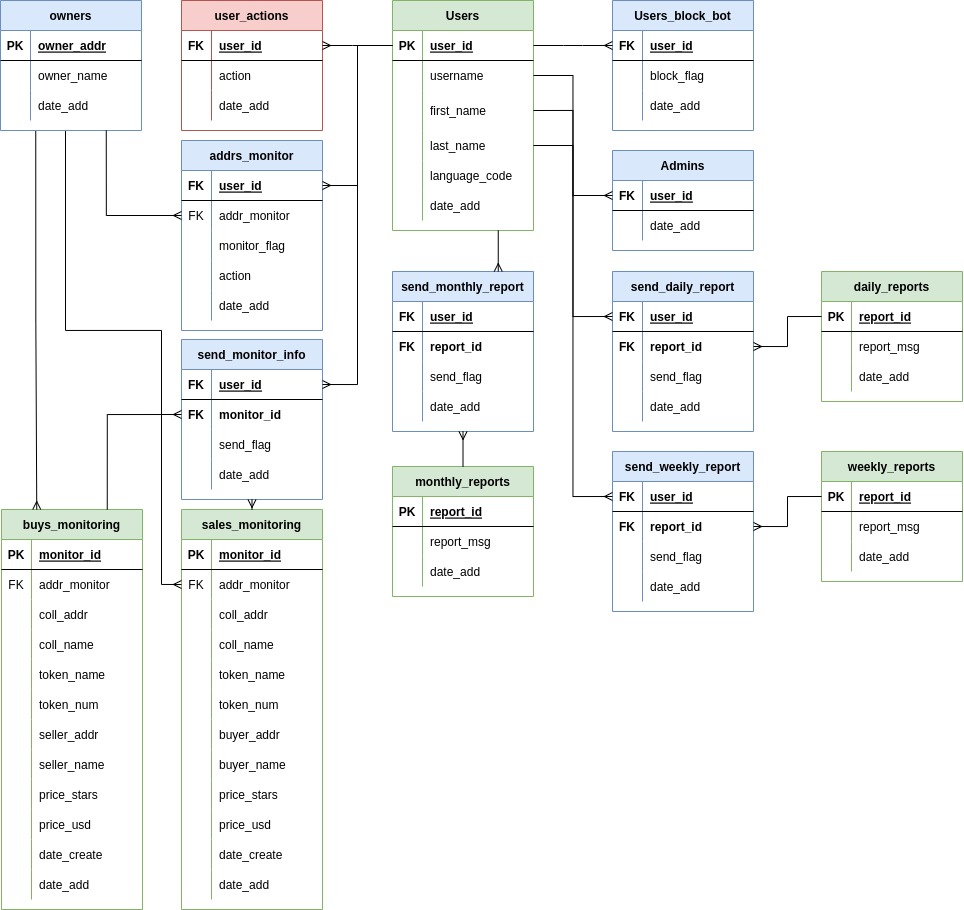 owners
PK owner_addr
owner_name
date_add
user_actions
FK user_id
action
date_add
Users
PK user_id
username
first_name
last_name
language_code
date_add
Users_block_bot
FK user_id
block_flag
date_add
addrs_monitor
FK user_id
FK addr_monitor
monitor_flag
action
date_add
Admins
FK user_id
date_add
send_monthly_report
FK user_id
FK report_id
send_flag
date_add
send_daily_report
FK user_id
FK report_id
send_flag
date_add
daily_reports
PK report_id
report_msg
date_add
send_monitor_info
FK user_id
FK monitor_id
send_flag
date_add
monthly_reports
PK report_id
report_msg
date_add
send_weekly_report
FK user_id
FK report_id
send_flag
date_add
weekly_reports
PK report_id
report_msg
date_add
buys_monitoring
PK monitor_id
FK addr_monitor
coll_addr
coll_name
token_name
token_num
seller_addr
seller_name
price_stars
price_usd
date_create
date_add
sales_monitoring
PK monitor_id
FK addr_monitor
coll_addr
coll_name
token_name
token_num
buyer_addr
buyer_name
price_stars
price_usd
date_create
date_add